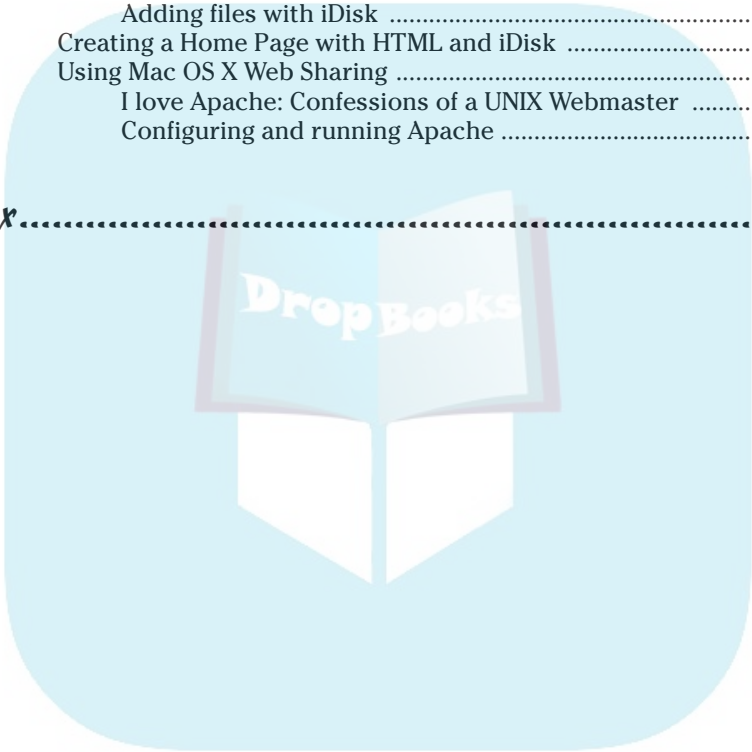 Adding files with iDisk ............................................
Creating a Home Page with HTML and iDisk ......................
Using Mac OS X Web Sharing ...........................................
I love Apache: Confessions of a UNIX Webmaster .........
Configuring and running Apache ................................
x................................................................................
DropBooks